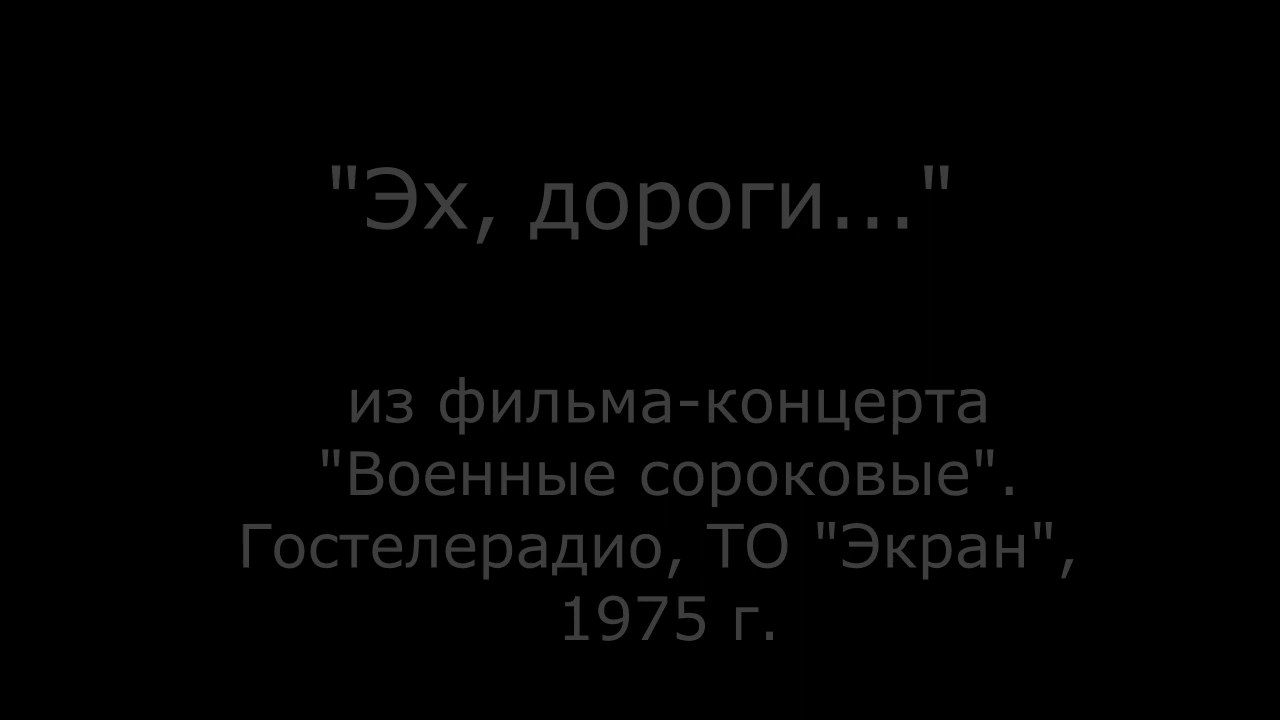 "Эх, дороги..."
из фильма-концерта
"Военные сороковые".
Гостелерадио, ТО "Экран",
1975 г.